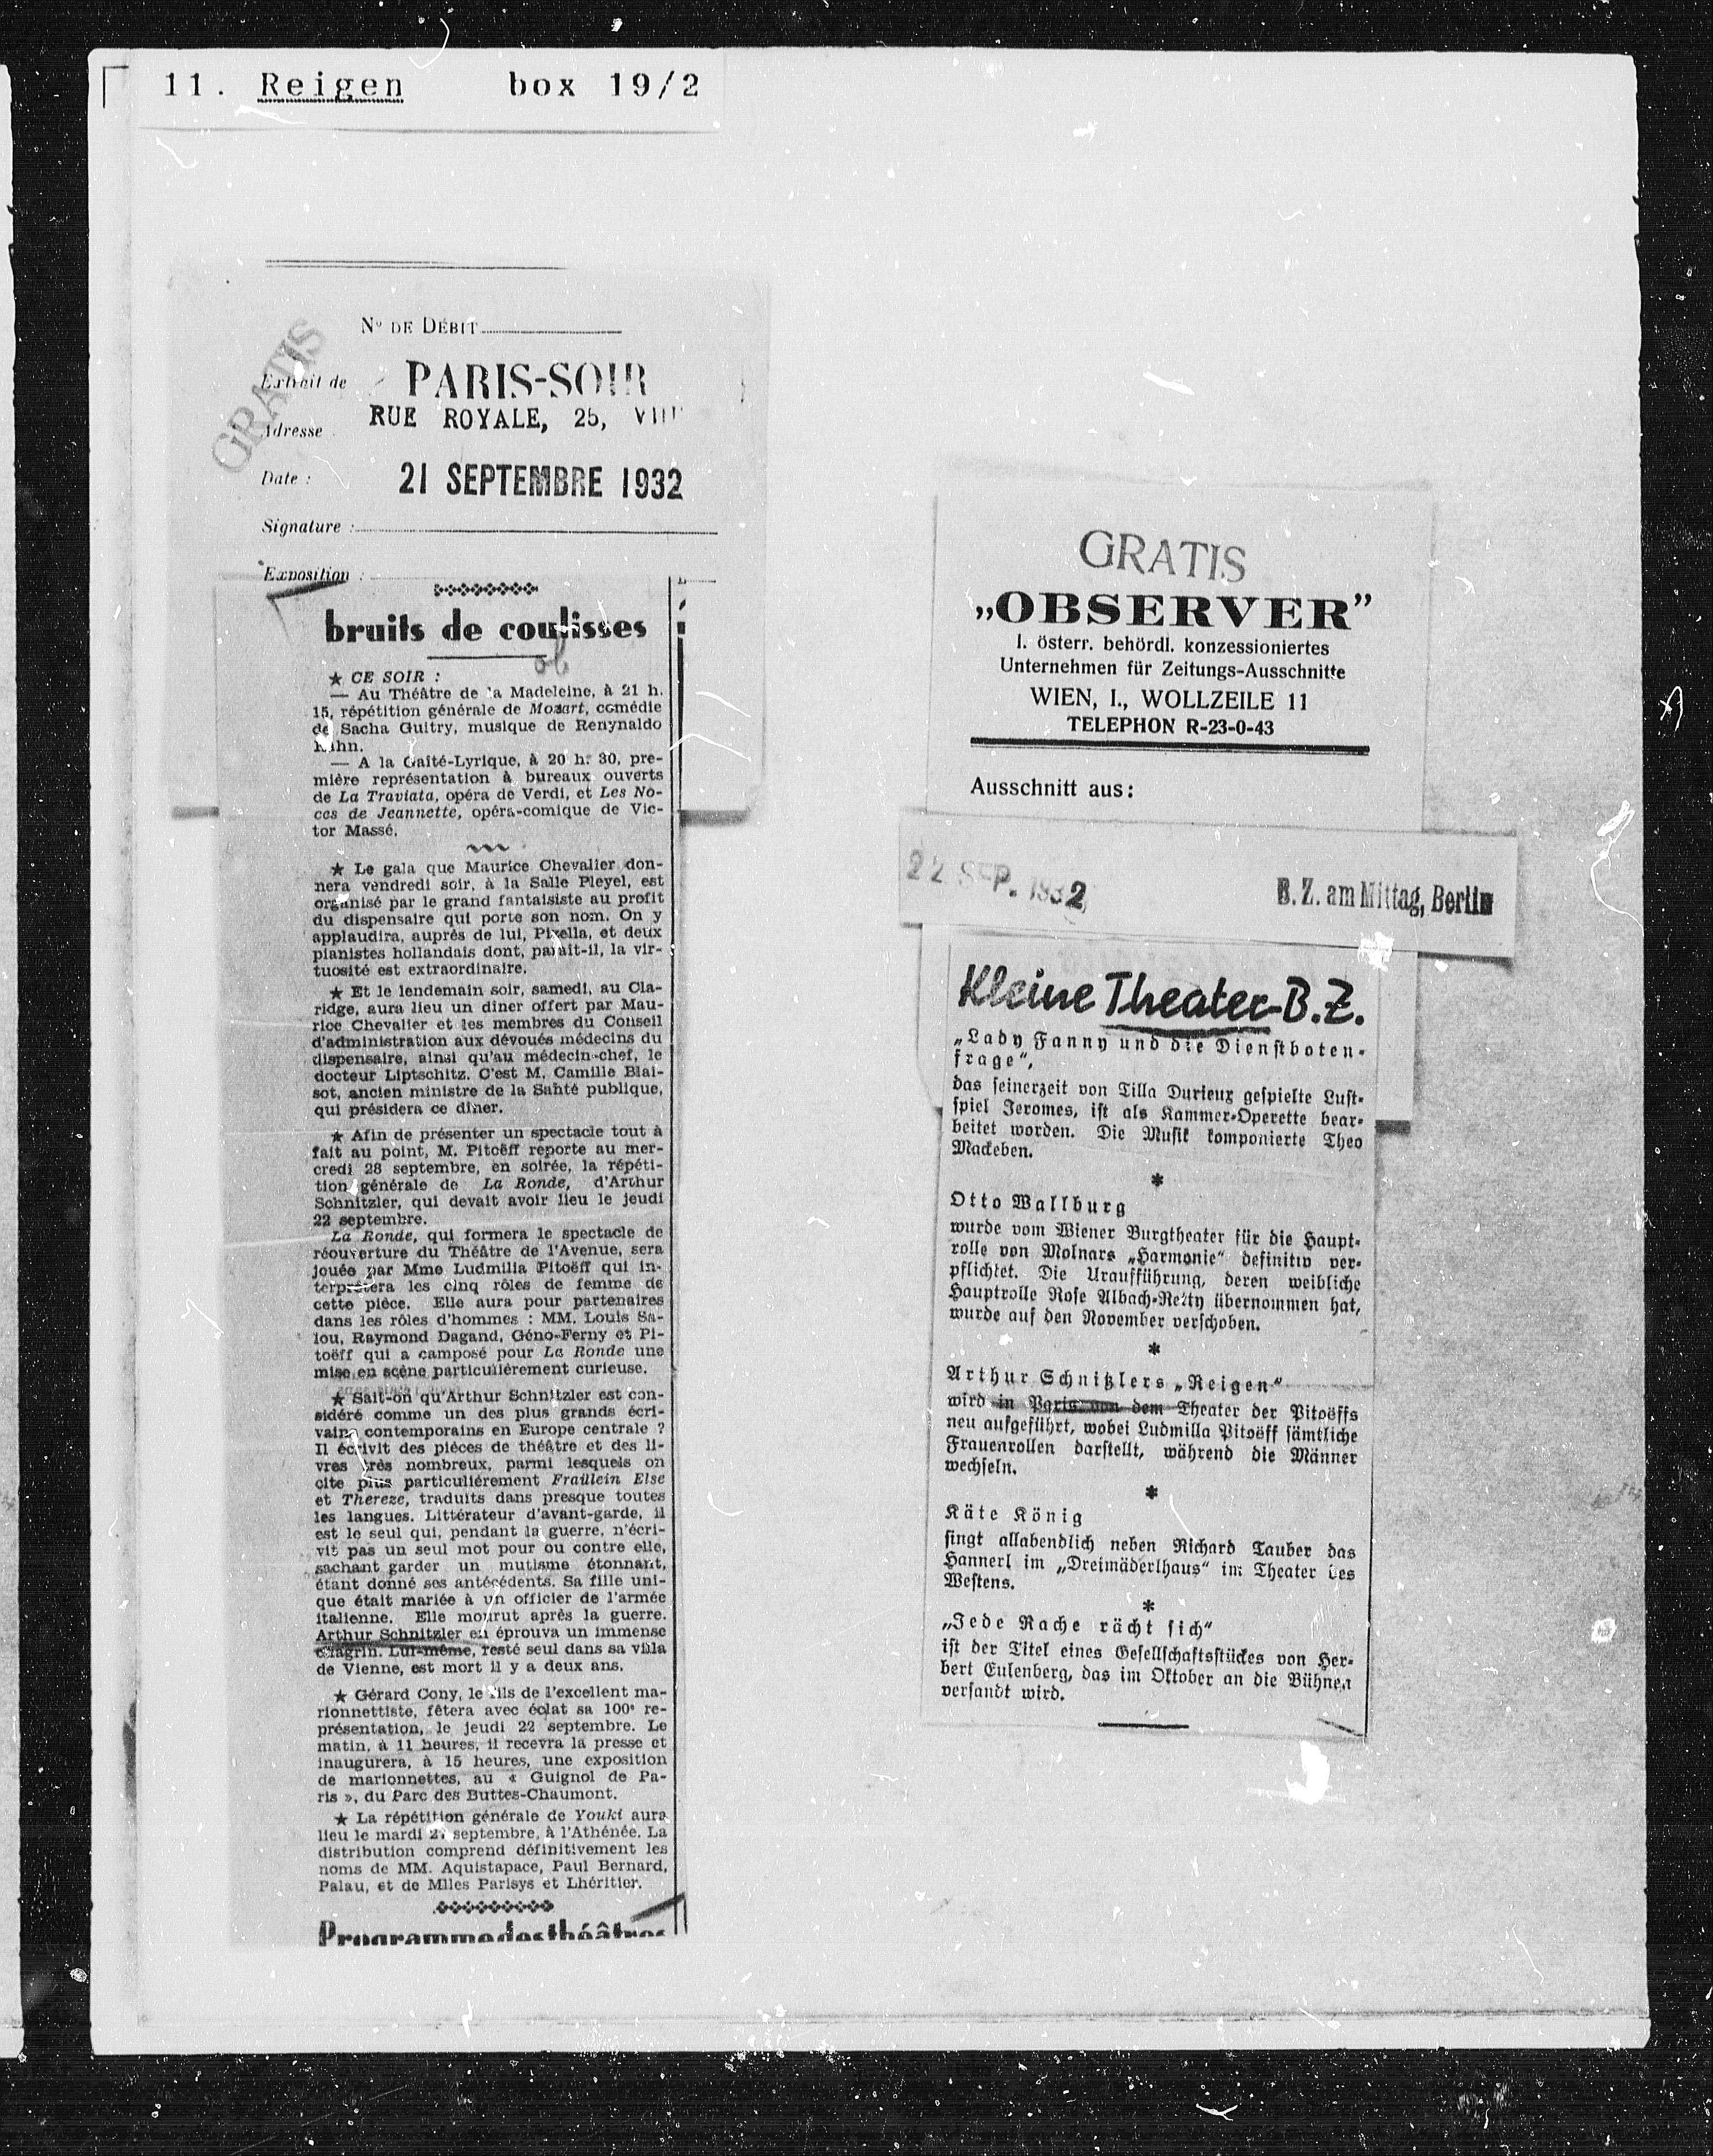 11. Reigen box 19/2
Nº DE DÉBIT
GRATIS
Extrait de PARIS-SOIR
Adresse RUE ROYALE, 25, VIII
Date : 21 SEPTEMBRE 1932
Signature :
Exposition :
bruits de coulisses
★ CE SOIR :
— Au Théâtre de la Madeleine, à 21 h.
15, répétition générale de Mozart, comédie
de Sacha Guitry, musique de Renynaldo
Hahn.
— A la Gaîté-Lyrique, à 20 h. 30, pre-
mière représentation à bureaux ouverts
de La Traviata, opéra de Verdi, et Les No-
ces de Jeannette, opéra-comique de Vic-
tor Massé.
★ Le gala que Maurice Chevalier don-
nera vendredi soir, à la Salle Pleyel, est
organisé par le grand fantaisiste au profit
du dispensaire qui porte son nom. On y
applaudira, auprès de lui, Pizella, et deux
pianistes hollandais dont, paraît-il, la vir-
tuosité est extraordinaire.
★ Et le lendemain soir, samedi, au Cla-
ridge, aura lieu un dîner offert par Mau-
rice Chevalier et les membres du Conseil
d'administration aux dévoués médecins du
dispensaire, ainsi qu'au médecin-chef, le
docteur Liptschitz. C'est M. Camille Blai-
sot, ancien ministre de la Santé publique,
qui présidera ce dîner.
★ Afin de présenter un spectacle tout à
fait au point, M. Pitoëff reporte au mer-
credi 28 septembre, en soirée, la répéti-
tion générale de La Ronde, d'Arthur
Schnitzler, qui devait avoir lieu le jeudi
22 septembre.
La Ronde, qui formera le spectacle de
réouverture du Théâtre de l'Avenue, sera
jouée par Mme Ludmilia Pitoëff qui in-
terprétera les cinq rôles de femme de
cette pièce. Elle aura pour partenaires
dans les rôles d'hommes : MM. Louis Sa-
lou, Raymond Dagand, Géno-Ferny et Pi-
toëff qui a camposé pour La Ronde une
mise en scène particulièrement curieuse.
★ Sait-on qu'Arthur Schnitzler est con-
sidéré comme un des plus grands écri-
vains contemporains en Europe centrale ?
Il écrivit des pièces de théâtre et des li-
vres très nombreux, parmi lesquels on
cite plus particulièrement Fraüllein Else
et Thereze, traduits dans presque toutes
les langues. Littérateur d'avant-garde, il
est le seul qui, pendant la guerre, n'écri-
vit pas un seul mot pour ou contre elle,
sachant garder un mutisme étonnant,
étant donné ses antécédents. Sa fille uni-
que était mariée à un officier de l'armée
italienne. Elle mourut après la guerre.
Arthur Schnitzler en éprouva un immense
chagrin. Lui-même, resté seul dans sa villa
de Vienne, est mort il y a deux ans.
★ Gérard Cony, le fils de l'excellent ma-
rionnettiste, fêtera avec éclat sa 100e re-
présentation, le jeudi 22 septembre. Le
matin, à 11 heures, il recevra la presse et
inaugurera, à 15 heures, une exposition
de marionnettes, au « Guignol de Pa-
ris », du Parc des Buttes-Chaumont.
★ La répétition générale de Youki aura
lieu le mardi 27 septembre, à l'Athénée. La
distribution comprend définitivement les
noms de MM. Aquistapace, Paul Bernard,
Palau, et de Mlles Parisys et Lhéritier.
Programme des théâtres
GRATIS
„OBSERVER”
I. österr. behördl. konzessioniertes
Unternehmen für Zeitungs-Ausschnitte
WIEN, I., WOLLZEILE 11
TELEPHON R-23-0-43
Ausschnitt aus:
22 SEP. 1932
B. Z. am Mittag, Berlin
Kleine Theater-B.Z.
„Lady Fanny und die Dienstboten-
frage“,
das seinerzeit von Tilla Durieux gespielte Lust-
spiel Jeromes, ist als Kammer-Operette bear-
beitet worden. Die Musik komponierte Theo
Mackeben.
*
Otto Wallburg
wurde vom Wiener Burgtheater für die Haupt-
rolle von Molnars „Harmonie“ definitiv ver-
pflichtet. Die Uraufführung, deren weibliche
Hauptrolle Rose Albach-Retty übernommen hat,
wurde auf den November verschoben.
*
Arthur Schnitzlers „Reigen“
wird in Paris von dem Theater der Pitoëffs
neu aufgeführt, wobei Ludmilla Pitoëff sämtliche
Frauenrollen darstellt, während die Männer
wechseln.
*
Käte König
singt allabendlich neben Richard Tauber das
Hannerl im „Dreimäderlhaus“ im Theater des
Westens.
*
„Jede Rache rächt sich“
ist der Titel eines Gesellschaftsstückes von Her-
bert Eulenberg, das im Oktober an die Bühnen
versandt wird.